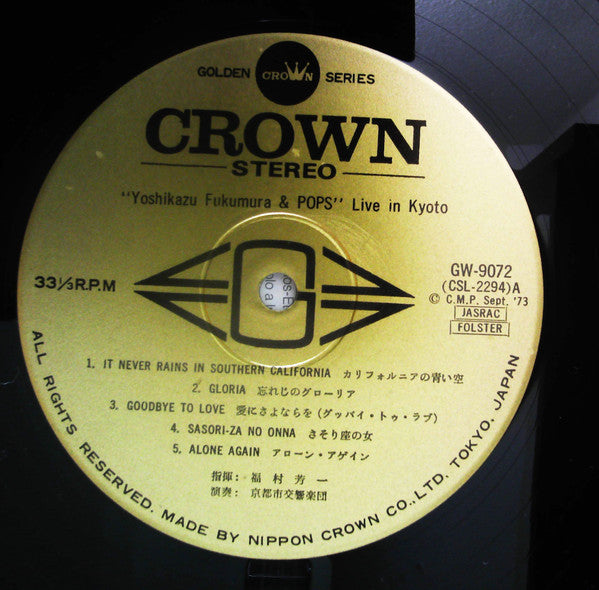 GOLDEN CROWN SERIES
CROWN
STEREO
"Yoshikazu Fukumura & POPS" Live in Kyoto
33⅓R.P.M
G
GW-9072
(CSL-2294)A
© C.M.P. Sept. '73
JASRAC
FOLSTER
1. IT NEVER RAINS IN SOUTHERN CALIFORNIA カリフォルニアの青い空
2. GLORIA 忘れじのグローリア
3. GOODBYE TO LOVE 愛にさよならを(グッバイ・トゥ・ラブ)
4. SASORI-ZA NO ONNA さそり座の女
5. ALONE AGAIN アローン・アゲイン
指揮: 福村芳一
演奏: 京都市交響楽団
ALL RIGHTS RESERVED. MADE BY NIPPON CROWN CO.,LTD. TOKYO, JAPAN